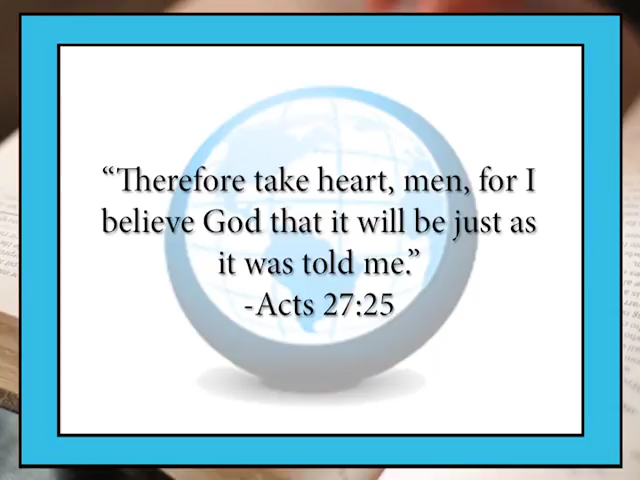 “Therefore take heart, men, for I
believe God that it will be just as
it was told me.”
-Acts 27:25